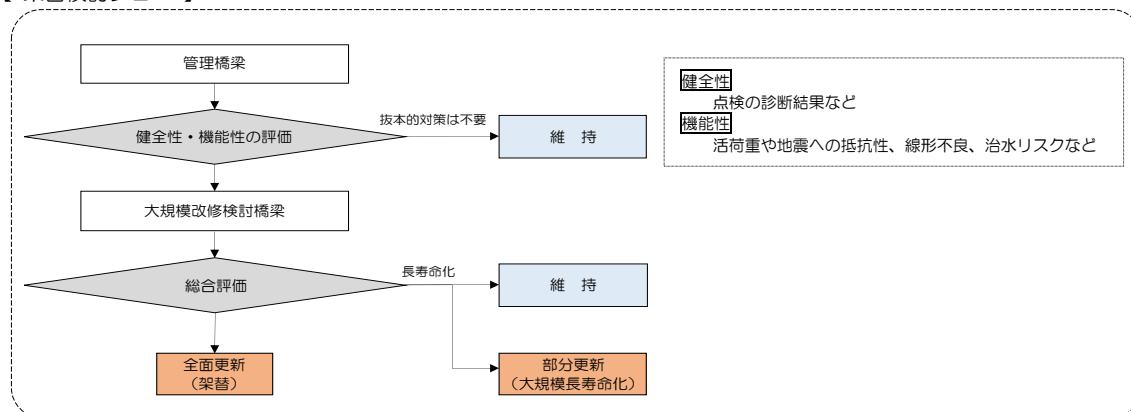 管理橋梁
健全性・機能性の評価
抜本的対策は不要
維　持
大規模改修検討橋梁
総合評価
長寿命化
維　持
全面更新
（架替）
部分更新
（大規模長寿命化）
健全性
点検の診断結果など
機能性
活荷重や地震への抵抗性、線形不良、治水リスクなど